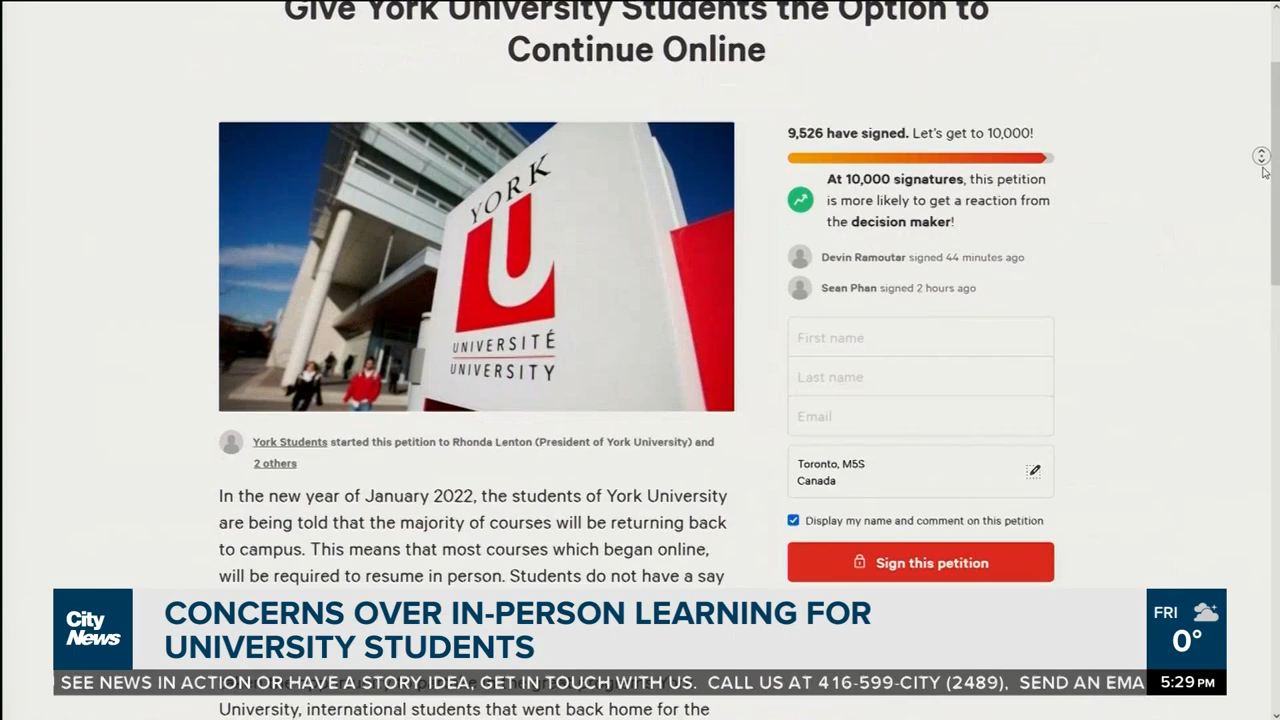 Give York University Students the Option to
Continue Online
9,526 have signed. Let's get to 10,000!
At 10,000 signatures, this petition
is more likely to get a reaction from
the decision maker!
Devin Ramoutar signed 44 minutes ago
Sean Phan signed 2 hours ago
First name
Last name
Email
Toronto, M5S
Canada
Display my name and comment on this petition
Sign this petition
YORK
U
UNIVERSITÉ
UNIVERSITY
York Students started this petition to Rhonda Lenton (President of York University) and
2 others
In the new year of January 2022, the students of York University
are being told that the majority of courses will be returning back
to campus. This means that most courses which began online,
will be required to resume in person. Students do not have a say
City
News
CONCERNS OVER IN-PERSON LEARNING FOR
UNIVERSITY STUDENTS
FRI
0°
SEE NEWS IN ACTION OR HAVE A STORY IDEA, GET IN TOUCH WITH US. CALL US AT 416-599-CITY (2489), SEND AN EMA
5:29 PM
University, international students that went back home for the